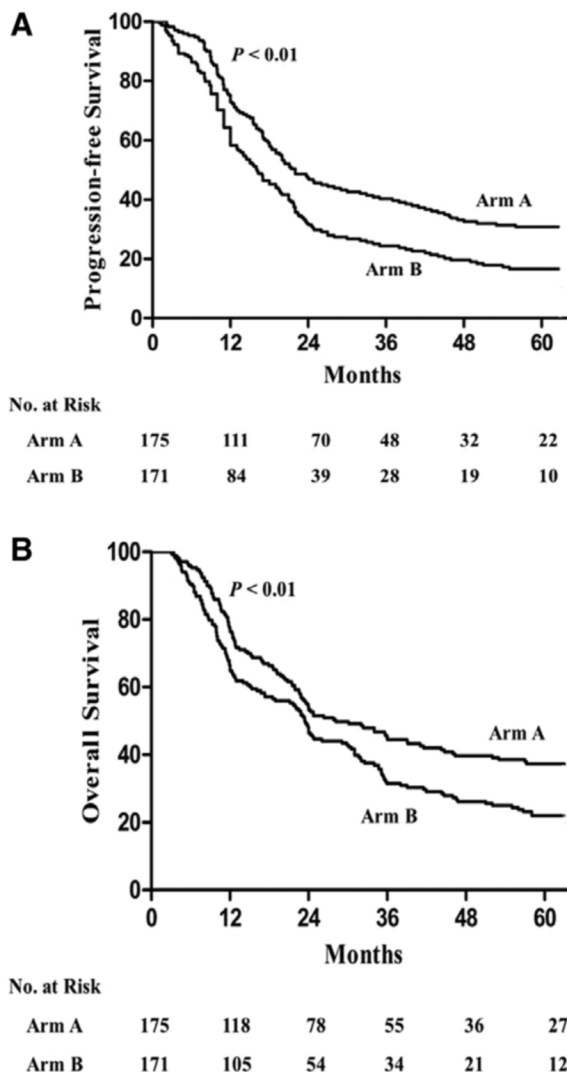 A
100
80
60
40
20
0
Progression-free Survival
P < 0.01
Arm A
Arm B
0 12 24 36 48 60
Months
No. at Risk
Arm A 175 111 70 48 32 22
Arm B 171 84 39 28 19 10
B
100
80
60
40
20
0
Overall Survival
P < 0.01
Arm A
Arm B
0 12 24 36 48 60
Months
No. at Risk
Arm A 175 118 78 55 36 27
Arm B 171 105 54 34 21 12